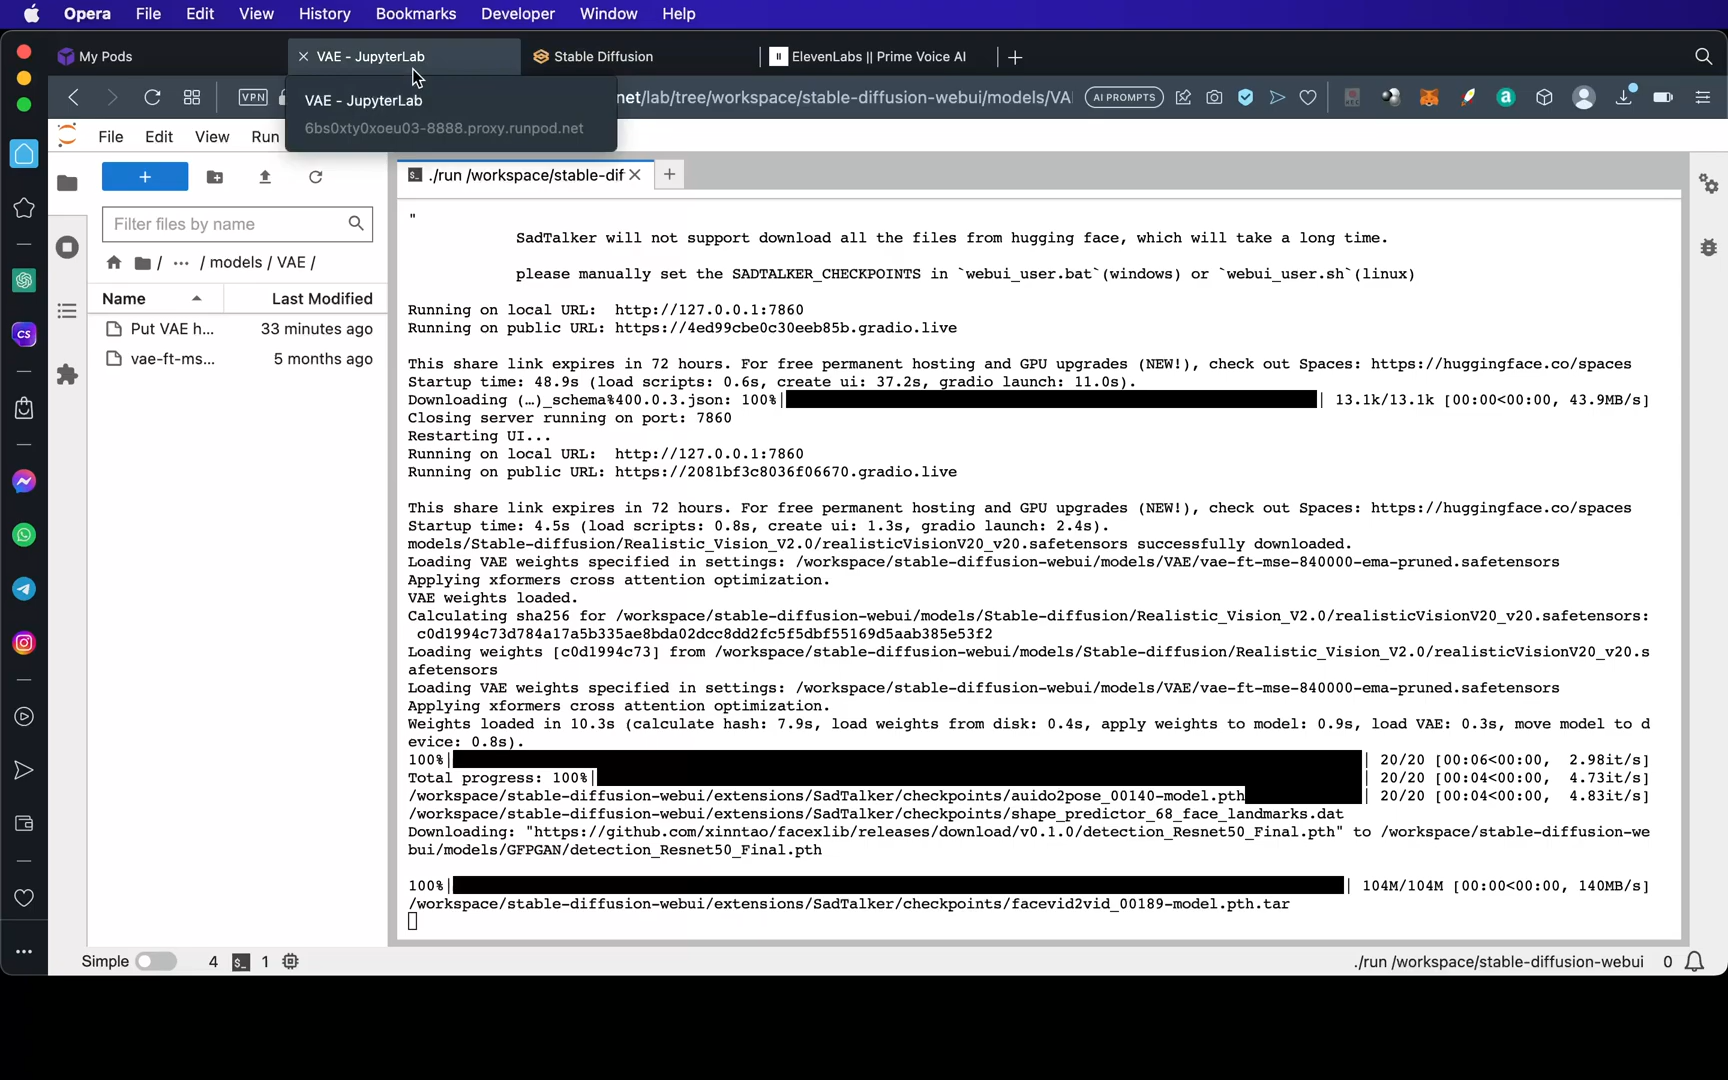 Opera File Edit View History Bookmarks Developer Window Help
My Pods
VAE - JupyterLab
Stable Diffusion
ElevenLabs || Prime Voice AI
VPN
net/lab/tree/workspace/stable-diffusion-webui/models/VA
AI PROMPTS
VAE - JupyterLab
6bs0xty0xoeu03-8888.proxy.runpod.net
File Edit View Run
./run /workspace/stable-dif
Filter files by name
/ ··· / models / VAE /
Name Last Modified
Put VAE h... 33 minutes ago
vae-ft-ms... 5 months ago
"
SadTalker will not support download all the files from hugging face, which will take a long time.
please manually set the SADTALKER_CHECKPOINTS in `webui_user.bat`(windows) or `webui_user.sh`(linux)
Running on local URL:  http://127.0.0.1:7860
Running on public URL: https://4ed99cbe0c30eeb85b.gradio.live
This share link expires in 72 hours. For free permanent hosting and GPU upgrades (NEW!), check out Spaces: https://huggingface.co/spaces
Startup time: 48.9s (load scripts: 0.6s, create ui: 37.2s, gradio launch: 11.0s).
Downloading (…)_schema%400.0.3.json: 100%| | 13.1k/13.1k [00:00<00:00, 43.9MB/s]
Closing server running on port: 7860
Restarting UI...
Running on local URL:  http://127.0.0.1:7860
Running on public URL: https://2081bf3c8036f06670.gradio.live
This share link expires in 72 hours. For free permanent hosting and GPU upgrades (NEW!), check out Spaces: https://huggingface.co/spaces
Startup time: 4.5s (load scripts: 0.8s, create ui: 1.3s, gradio launch: 2.4s).
models/Stable-diffusion/Realistic_Vision_V2.0/realisticVisionV20_v20.safetensors successfully downloaded.
Loading VAE weights specified in settings: /workspace/stable-diffusion-webui/models/VAE/vae-ft-mse-840000-ema-pruned.safetensors
Applying xformers cross attention optimization.
VAE weights loaded.
Calculating sha256 for /workspace/stable-diffusion-webui/models/Stable-diffusion/Realistic_Vision_V2.0/realisticVisionV20_v20.safetensors:
c0d1994c73d784a17a5b335ae8bda02dcc8dd2fc5f5dbf55169d5aab385e53f2
Loading weights [c0d1994c73] from /workspace/stable-diffusion-webui/models/Stable-diffusion/Realistic_Vision_V2.0/realisticVisionV20_v20.s
afetensors
Loading VAE weights specified in settings: /workspace/stable-diffusion-webui/models/VAE/vae-ft-mse-840000-ema-pruned.safetensors
Applying xformers cross attention optimization.
Weights loaded in 10.3s (calculate hash: 7.9s, load weights from disk: 0.4s, apply weights to model: 0.9s, load VAE: 0.3s, move model to d
evice: 0.8s).
100%| | 20/20 [00:06<00:00,  2.98it/s]
Total progress: 100%| | 20/20 [00:04<00:00,  4.73it/s]
/workspace/stable-diffusion-webui/extensions/SadTalker/checkpoints/auido2pose_00140-model.pth | 20/20 [00:04<00:00,  4.83it/s]
/workspace/stable-diffusion-webui/extensions/SadTalker/checkpoints/shape_predictor_68_face_landmarks.dat
Downloading: "https://github.com/xinntao/facexlib/releases/download/v0.1.0/detection_Resnet50_Final.pth" to /workspace/stable-diffusion-we
bui/models/GFPGAN/detection_Resnet50_Final.pth
100%| | 104M/104M [00:00<00:00, 140MB/s]
/workspace/stable-diffusion-webui/extensions/SadTalker/checkpoints/facevid2vid_00189-model.pth.tar
Simple 4 1 ./run /workspace/stable-diffusion-webui 0